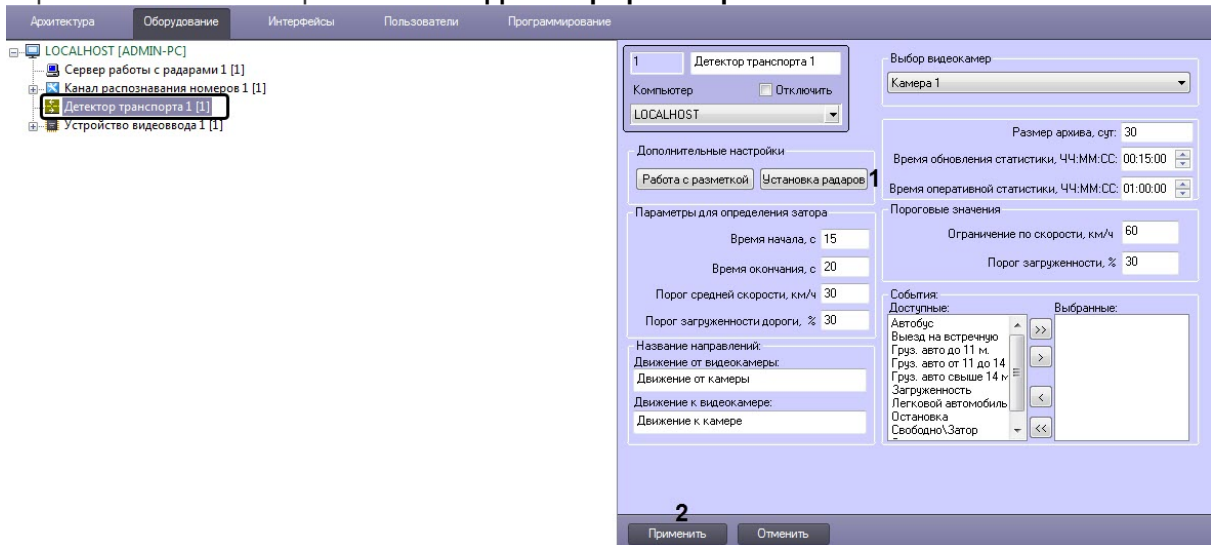 Архитектура Оборудование Интерфейсы Пользователи Программирование
LOCALHOST [ADMIN-PC]
Сервер работы с радарами 1 [1]
Канал распознавания номеров 1 [1]
Детектор транспорта 1 [1]
Устройство видеоввода 1 [1]
1 Детектор транспорта 1
Компьютер Отключить
LOCALHOST
Дополнительные настройки
Работа с разметкой Установка радаров 1
Параметры для определения затора
Время начала, с 15
Время окончания, с 20
Порог средней скорости, км/ч 30
Порог загруженности дороги, % 30
Название направлений:
Движение от видеокамеры:
Движение от камеры
Движение к видеокамере:
Движение к камере
Выбор видеокамер
Камера 1
Размер архива, сут: 30
Время обновления статистики, ЧЧ:ММ:СС: 00:15:00
Время оперативной статистики, ЧЧ:ММ:СС: 01:00:00
Пороговые значения
Ограничение по скорости, км/ч 60
Порог загруженности, % 30
События:
Доступные: Выбранные:
Автобус
Выезд на встречную
Груз. авто до 11 м.
Груз. авто от 11 до 14
Груз. авто свыше 14 м
Загруженность
Легковой автомобиль
Остановка
Свободно\Затор
>>
>
<
<<
2
Применить Отменить